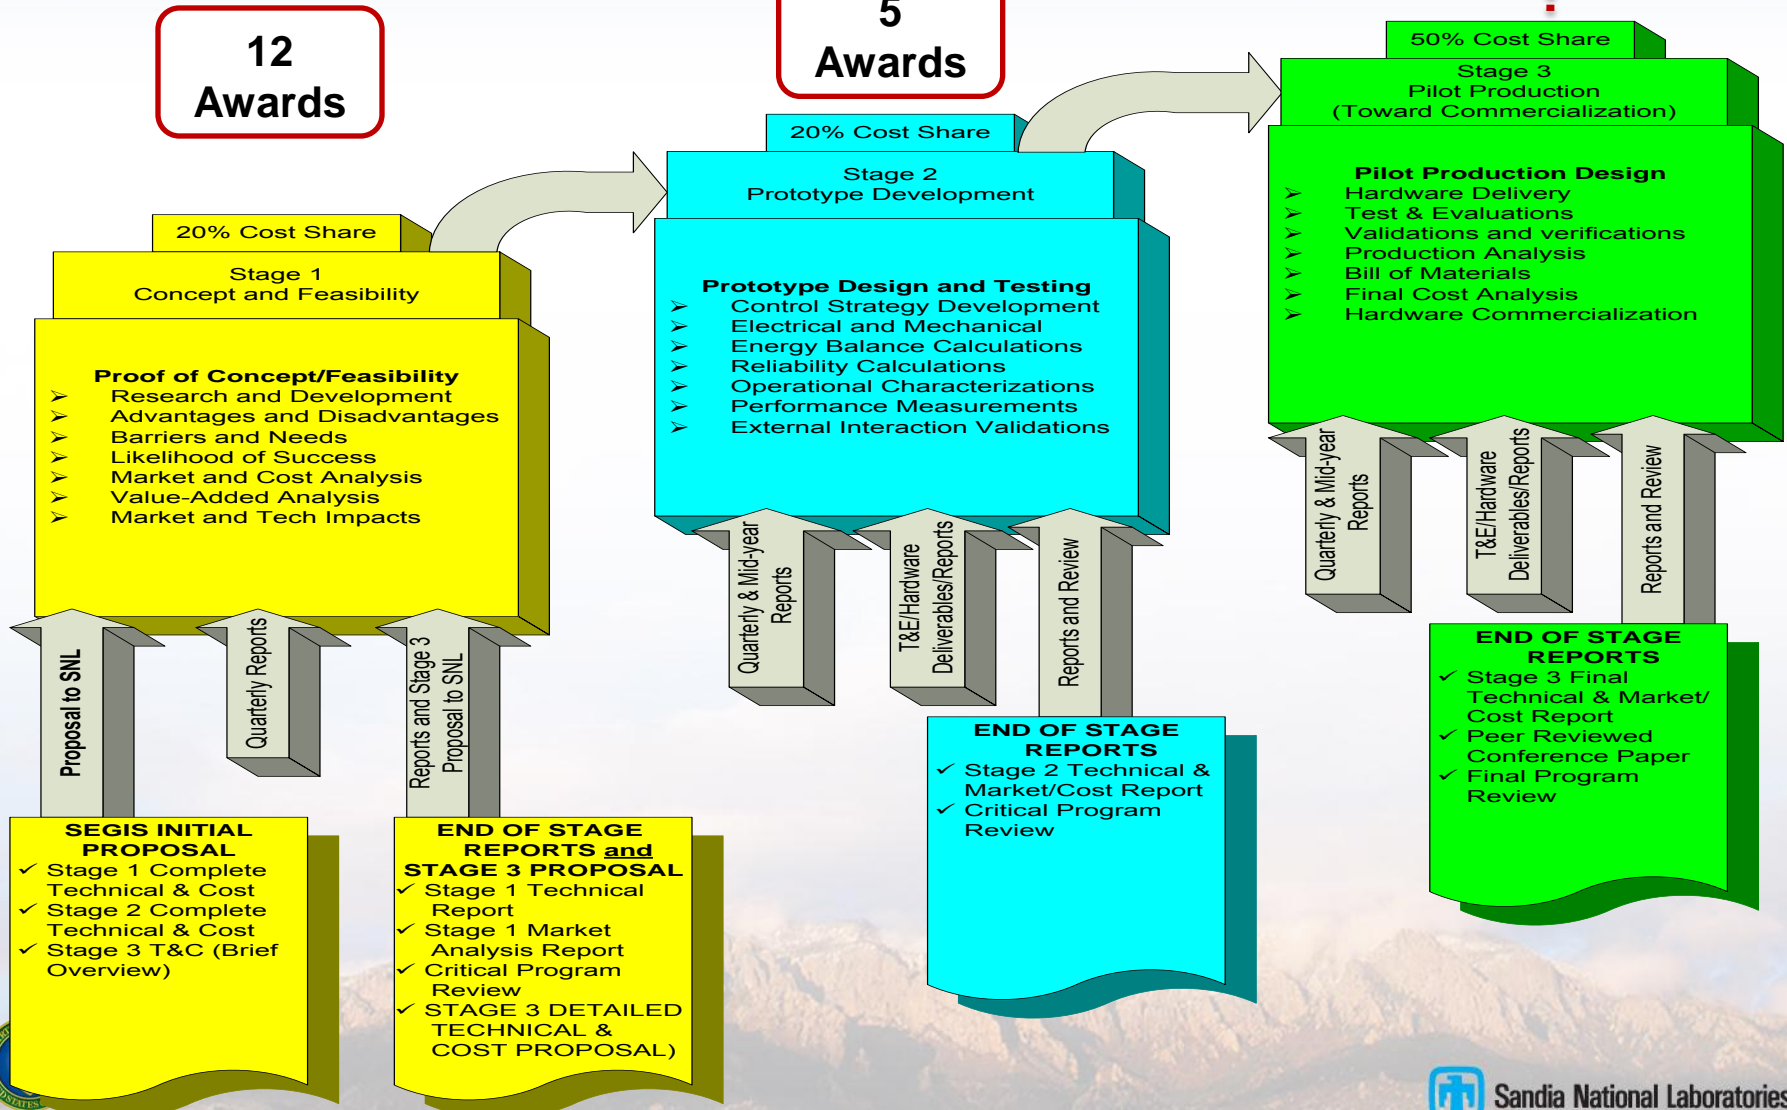 12
Awards
5
Awards
50% Cost Share
Stage 3
Pilot Production
(Toward Commercialization)
Pilot Production Design
➢ Hardware Delivery
➢ Test & Evaluations
➢ Validations and verifications
➢ Production Analysis
➢ Bill of Materials
➢ Final Cost Analysis
➢ Hardware Commercialization
20% Cost Share
Stage 2
Prototype Development
Prototype Design and Testing
➢ Control Strategy Development
➢ Electrical and Mechanical
➢ Energy Balance Calculations
➢ Reliability Calculations
➢ Operational Characterizations
➢ Performance Measurements
➢ External Interaction Validations
20% Cost Share
Stage 1
Concept and Feasibility
Proof of Concept/Feasibility
➢ Research and Development
➢ Advantages and Disadvantages
➢ Barriers and Needs
➢ Likelihood of Success
➢ Market and Cost Analysis
➢ Value-Added Analysis
➢ Market and Tech Impacts
Proposal to SNL
Quarterly Reports
Reports and Stage 3
Proposal to SNL
Quarterly & Mid-year
Reports
T&E/Hardware
Deliverables/Reports
Reports and Review
Quarterly & Mid-year
Reports
T&E/Hardware
Deliverables/Reports
Reports and Review
SEGIS INITIAL
PROPOSAL
✓ Stage 1 Complete
Technical & Cost
✓ Stage 2 Complete
Technical & Cost
✓ Stage 3 T&C (Brief
Overview)
END OF STAGE
REPORTS and
STAGE 3 PROPOSAL
✓ Stage 1 Technical
Report
✓ Stage 1 Market
Analysis Report
✓ Critical Program
Review
✓ STAGE 3 DETAILED
TECHNICAL &
COST PROPOSAL)
END OF STAGE
REPORTS
✓ Stage 2 Technical &
Market/Cost Report
✓ Critical Program
Review
END OF STAGE
REPORTS
✓ Stage 3 Final
Technical & Market/
Cost Report
✓ Peer Reviewed
Conference Paper
✓ Final Program
Review
Sandia National Laboratories